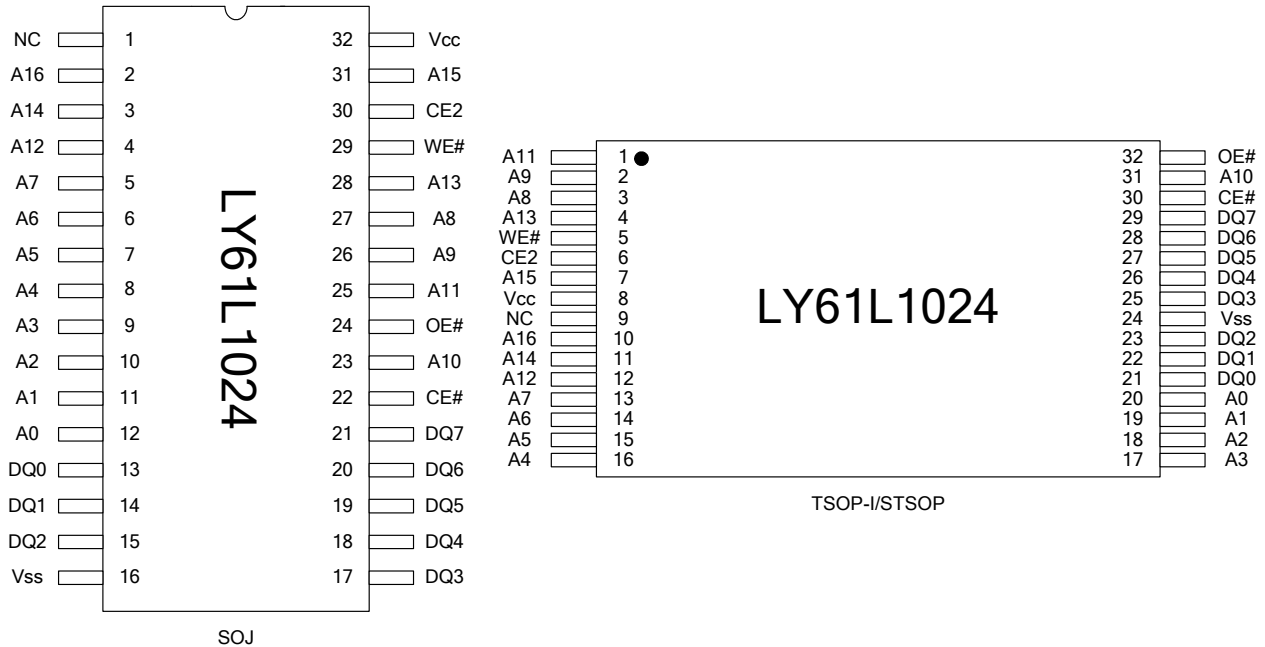 NC 1 32 Vcc
A16 2 31 A15
A14 3 30 CE2
A12 4 29 WE#
A7 5 28 A13
A6 6 27 A8
A5 7 26 A9
A4 8 25 A11
A3 9 24 OE#
A2 10 23 A10
A1 11 22 CE#
A0 12 21 DQ7
DQ0 13 20 DQ6
DQ1 14 19 DQ5
DQ2 15 18 DQ4
Vss 16 17 DQ3
LY61L1024
SOJ
A11 1 32 OE#
A9 2 31 A10
A8 3 30 CE#
A13 4 29 DQ7
WE# 5 28 DQ6
CE2 6 27 DQ5
A15 7 26 DQ4
Vcc 8 25 DQ3
NC 9 24 Vss
A16 10 23 DQ2
A14 11 22 DQ1
A12 12 21 DQ0
A7 13 20 A0
A6 14 19 A1
A5 15 18 A2
A4 16 17 A3
LY61L1024
TSOP-I/STSOP